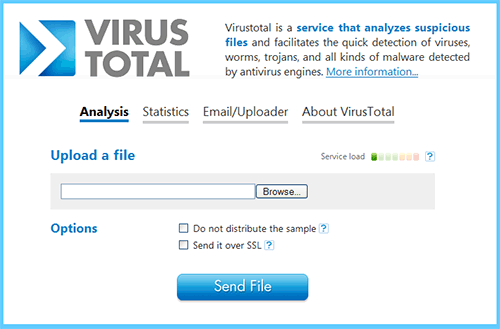 VIRUS
TOTAL
Virustotal is a service that analyzes suspicious
files and facilitates the quick detection of viruses,
worms, trojans, and all kinds of malware detected
by antivirus engines. More information...
Analysis Statistics Email/Uploader About VirusTotal
Upload a file Service load ?
Browse...
Options Do not distribute the sample ?
Send it over SSL ?
Send File